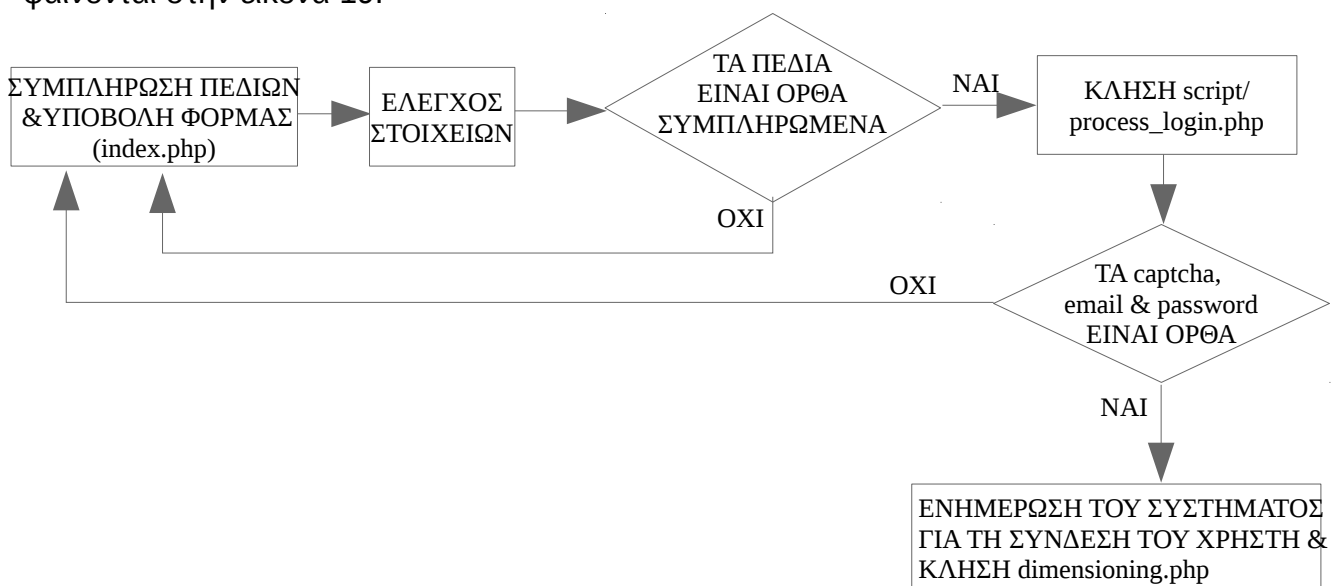 ΣΥΜΠΛΗΡΩΣΗ ΠΕΔΙΩΝ
&ΥΠΟΒΟΛΗ ΦΟΡΜΑΣ
(index.php)
ΕΛΕΓΧΟΣ
ΣΤΟΙΧΕΙΩΝ
ΤΑ ΠΕΔΙΑ
ΕΙΝΑΙ ΟΡΘΑ
ΣΥΜΠΛΗΡΩΜΕΝΑ
ΝΑΙ
ΚΛΗΣΗ script/
process_login.php
ΟΧΙ
ΟΧΙ
ΤΑ captcha,
email & password
ΕΙΝΑΙ ΟΡΘΑ
ΝΑΙ
ΕΝΗΜΕΡΩΣΗ ΤΟΥ ΣΥΣΤΗΜΑΤΟΣ
ΓΙΑ ΤΗ ΣΥΝΔΕΣΗ ΤΟΥ ΧΡΗΣΤΗ &
ΚΛΗΣΗ dimensioning.php